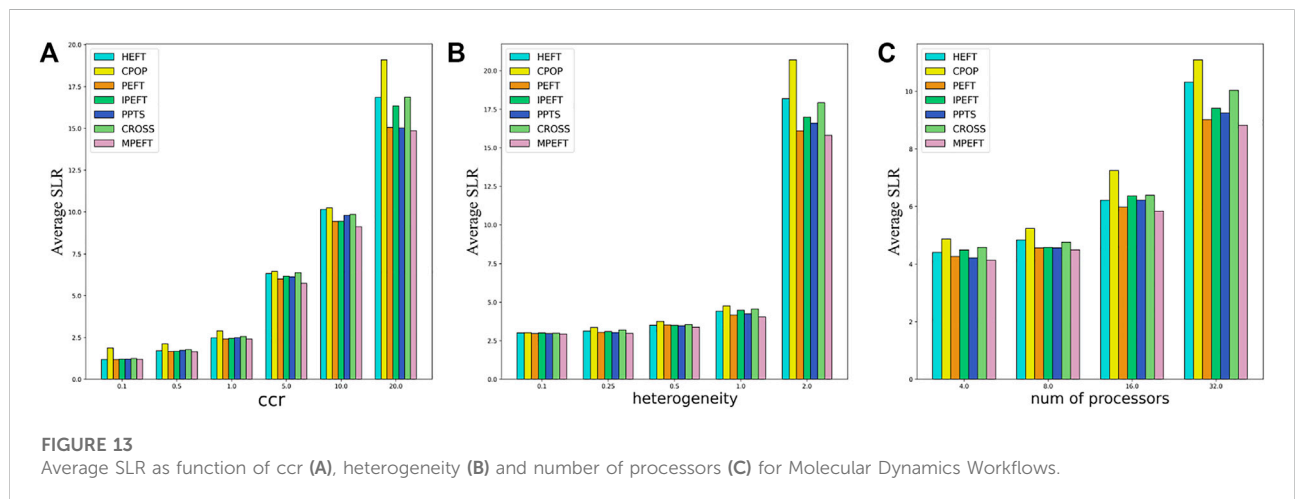 A
Average SLR
20.0
17.5
15.0
12.5
10.0
7.5
5.0
2.5
0.0
HEFT
CPOP
PEFT
IPEFT
PPTS
CROSS
MPEFT
0.1 0.5 1.0 5.0 10.0 20.0
ccr
B
Average SLR
20.0
17.5
15.0
12.5
10.0
7.5
5.0
2.5
0.0
HEFT
CPOP
PEFT
IPEFT
PPTS
CROSS
MPEFT
0.1 0.25 0.5 1.0 2.0
heterogeneity
C
Average SLR
10
8
6
4
2
0
HEFT
CPOP
PEFT
IPEFT
PPTS
CROSS
MPEFT
4.0 8.0 16.0 32.0
num of processors
FIGURE 13
Average SLR as function of ccr (A), heterogeneity (B) and number of processors (C) for Molecular Dynamics Workflows.